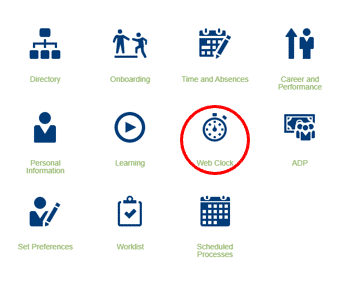 Directory
Onboarding
Time and Absences
Career and
Performance
Personal
Information
Learning
Web Clock
ADP
Set Preferences
Worklist
Scheduled
Processes